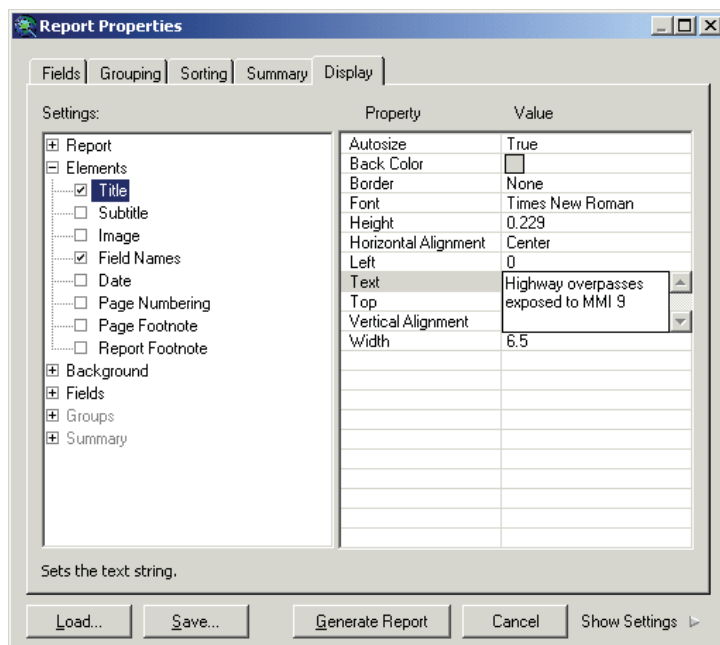 Report Properties
Fields Grouping Sorting Summary Display
Settings:
Property Value
Report
Elements
Title
Subtitle
Image
Field Names
Date
Page Numbering
Page Footnote
Report Footnote
Background
Fields
Groups
Summary
Autosize True
Back Color
Border None
Font Times New Roman
Height 0.229
Horizontal Alignment Center
Left 0
Text Highway overpasses
exposed to MMI 9
Top
Vertical Alignment
Width 6.5
Sets the text string.
Load... Save... Generate Report Cancel Show Settings